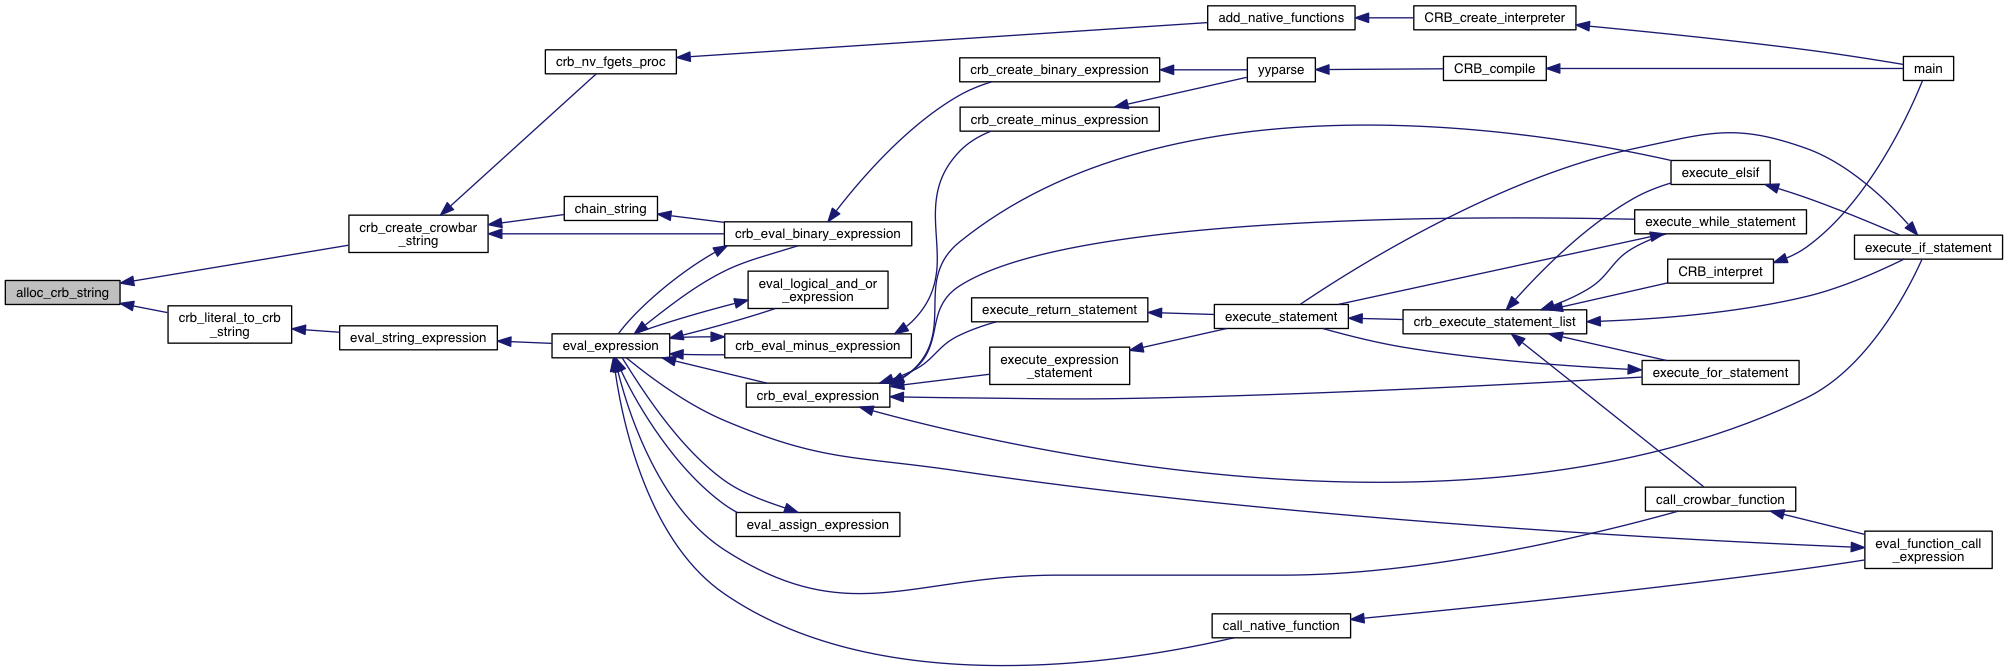 add_native_functions
CRB_create_interpreter
crb_nv_fgets_proc
crb_create_binary_expression
yyparse
CRB_compile
main
crb_create_minus_expression
execute_elsif
chain_string
crb_create_crowbar
_string
crb_eval_binary_expression
execute_while_statement
execute_if_statement
CRB_interpret
alloc_crb_string
eval_logical_and_or
_expression
crb_literal_to_crb
_string
execute_return_statement
execute_statement
crb_execute_statement_list
eval_string_expression
eval_expression
crb_eval_minus_expression
execute_expression
_statement
execute_for_statement
crb_eval_expression
call_crowbar_function
eval_assign_expression
eval_function_call
_expression
call_native_function